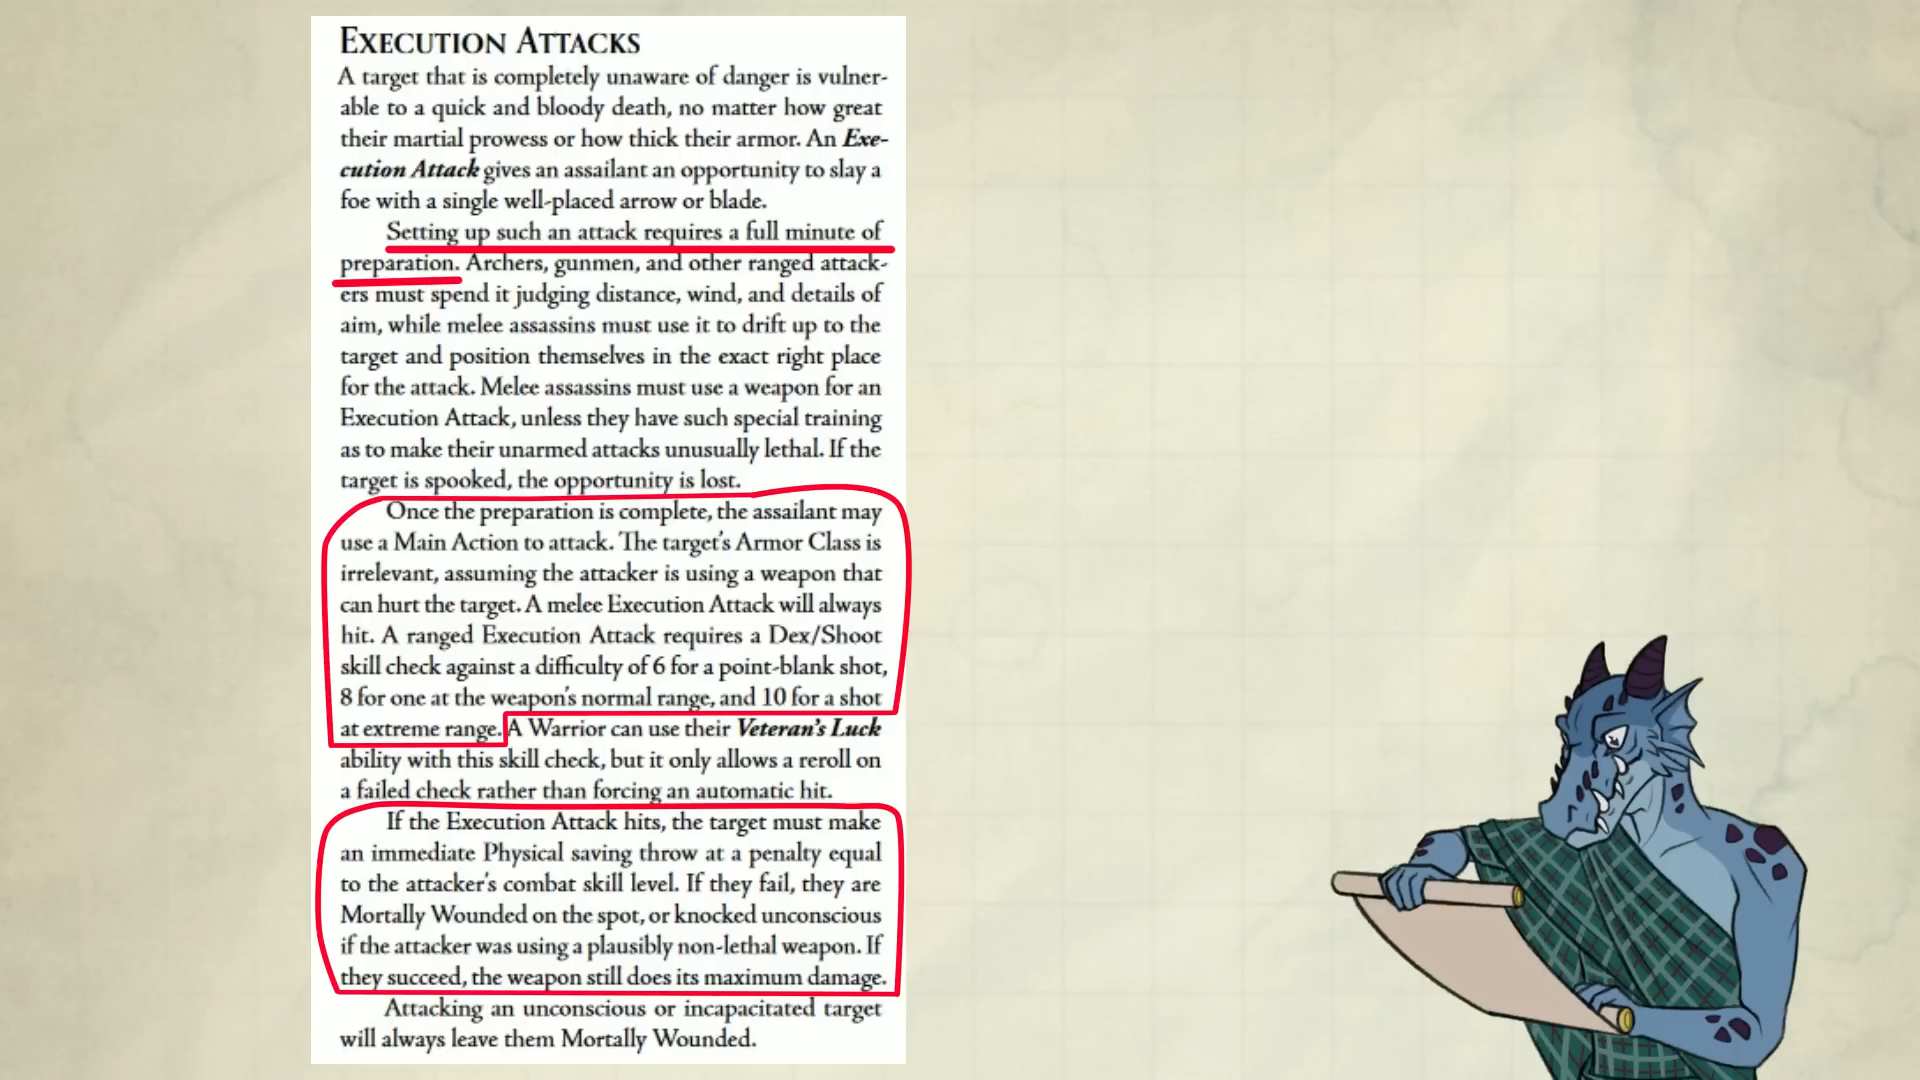 EXECUTION ATTACKS
A target that is completely unaware of danger is vulner-
able to a quick and bloody death, no matter how great
their martial prowess or how thick their armor. An Exe-
cution Attack gives an assailant an opportunity to slay a
foe with a single well-placed arrow or blade.
Setting up such an attack requires a full minute of
preparation. Archers, gunmen, and other ranged attack-
ers must spend it judging distance, wind, and details of
aim, while melee assassins must use it to drift up to the
target and position themselves in the exact right place
for the attack. Melee assassins must use a weapon for an
Execution Attack, unless they have such special training
as to make their unarmed attacks unusually lethal. If the
target is spooked, the opportunity is lost.
Once the preparation is complete, the assailant may
use a Main Action to attack. The target's Armor Class is
irrelevant, assuming the attacker is using a weapon that
can hurt the target. A melee Execution Attack will always
hit. A ranged Execution Attack requires a Dex/Shoot
skill check against a difficulty of 6 for a point-blank shot,
8 for one at the weapon's normal range, and 10 for a shot
at extreme range. A Warrior can use their Veteran's Luck
ability with this skill check, but it only allows a reroll on
a failed check rather than forcing an automatic hit.
If the Execution Attack hits, the target must make
an immediate Physical saving throw at a penalty equal
to the attacker's combat skill level. If they fail, they are
Mortally Wounded on the spot, or knocked unconscious
if the attacker was using a plausibly non-lethal weapon. If
they succeed, the weapon still does its maximum damage.
Attacking an unconscious or incapacitated target
will always leave them Mortally Wounded.